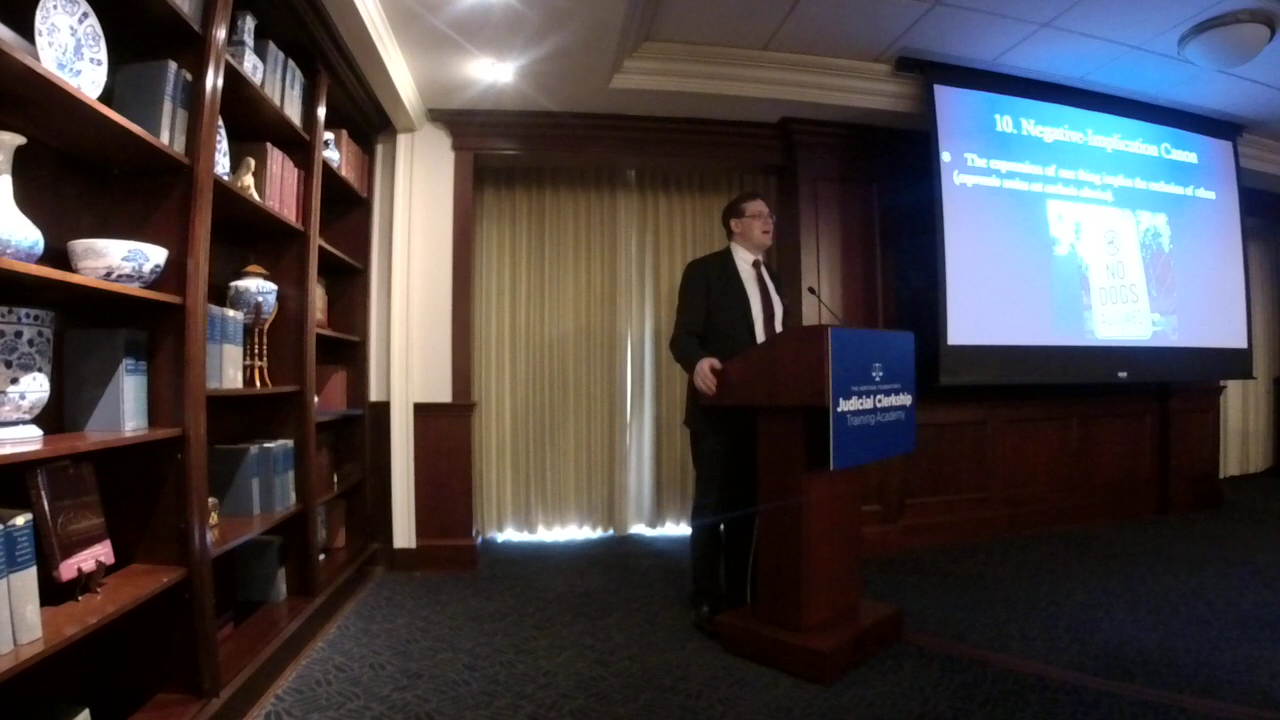 10. Negative-Implication Canon
The expression of one thing implies the exclusion of others
(expressio unius est exclusio alterius).
NO
DOGS
THE HERITAGE FOUNDATION'S
Judicial Clerkship
Training Academy